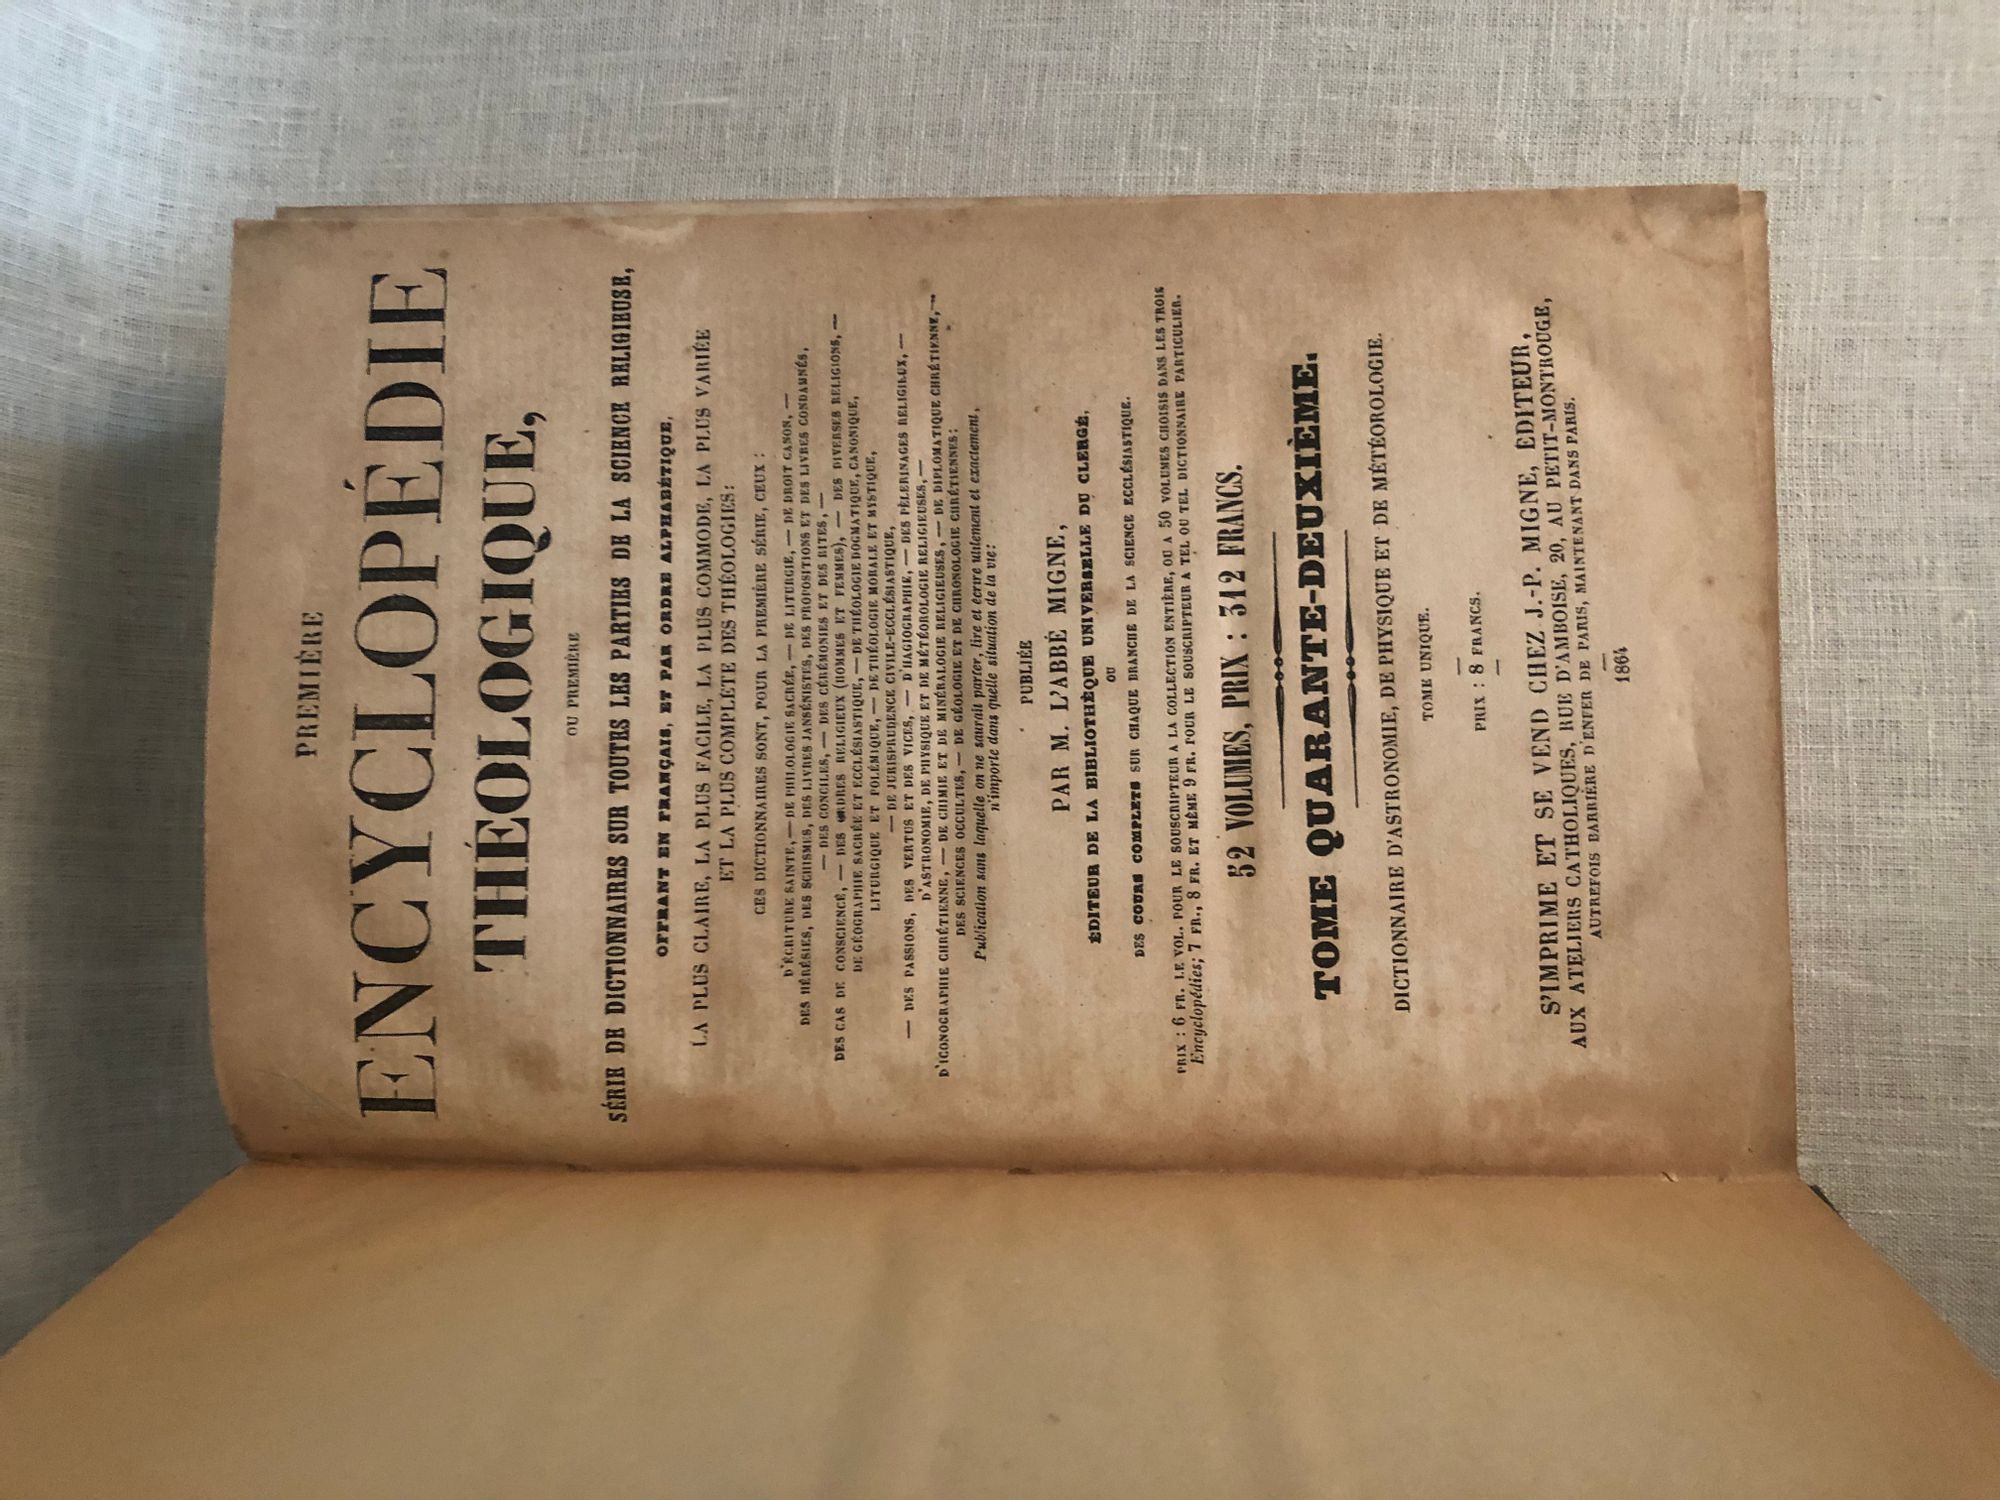 PREMIÈRE
ENCYCLOPÉDIE
THÉOLOGIQUE,
OU PREMIÈRE
SÉRIE DE DICTIONNAIRES SUR TOUTES LES PARTIES DE LA SCIENCE RELIGIEUSE,
OFFRANT EN FRANÇAIS, ET PAR ORDRE ALPHABÉTIQUE,
LA PLUS CLAIRE, LA PLUS FACILE, LA PLUS COMMODE, LA PLUS VARIÉE
ET LA PLUS COMPLÈTE DES THÉOLOGIES:
CES DICTIONNAIRES SONT, POUR LA PREMIÈRE SÉRIE, CEUX :
D'ÉCRITURE SAINTE, — DE PHILOLOGIE SACRÉE, — DE LITURGIE, — DE DROIT CANON, —
DES HÉRÉSIES, DES SCHISMES, DES LIVRES JANSÉNISTES, DES PROPOSITIONS ET DES LIVRES CONDAMNÉS,
— DES CONCILES, — DES CÉRÉMONIES ET DES RITES, —
DES CAS DE CONSCIENCE, — DES ORDRES RELIGIEUX (HOMMES ET FEMMES), — DES DIVERSES RELIGIONS, —
DE GÉOGRAPHIE SACRÉE ET ECCLÉSIASTIQUE, — DE THÉOLOGIE DOGMATIQUE, CANONIQUE,
LITURGIQUE ET POLÉMIQUE, — DE THÉOLOGIE MORALE ET MYSTIQUE,
— DE JURISPRUDENCE CIVILE-ECCLÉSIASTIQUE,
— DES PASSIONS, DES VERTUS ET DES VICES, — D'HAGIOGRAPHIE, — DES PÈLERINAGES RELIGIEUX, —
D'ASTRONOMIE, DE PHYSIQUE ET DE MÉTÉOROLOGIE RELIGIEUSES, —
D'ICONOGRAPHIE CHRÉTIENNE, — DE CHIMIE ET DE MINÉRALOGIE RELIGIEUSES, — DE DIPLOMATIQUE CHRÉTIENNE, —
DES SCIENCES OCCULTES, — DE GÉOLOGIE ET DE CHRONOLOGIE CHRÉTIENNES:
Publication sans laquelle on ne saurait parler, lire et écrire utilement et exactement,
n'importe dans quelle situation de la vie:
PUBLIÉE
PAR M. L'ABBÉ MIGNE,
ÉDITEUR DE LA BIBLIOTHÈQUE UNIVERSELLE DU CLERGÉ,
OU
DES COURS COMPLETS SUR CHAQUE BRANCHE DE LA SCIENCE ECCLÉSIASTIQUE.
PRIX : 6 FR. LE VOL. POUR LE SOUSCRIPTEUR A LA COLLECTION ENTIÈRE, OU A 50 VOLUMES CHOISIS DANS LES TROIS
Encyclopédies; 7 FR., 8 FR. ET MÊME 9 FR. POUR LE SOUSCRIPTEUR A TEL OU TEL DICTIONNAIRE PARTICULIER.
52 VOLUMES, PRIX : 312 FRANCS.
TOME QUARANTE-DEUXIÈME.
DICTIONNAIRE D'ASTRONOMIE, DE PHYSIQUE ET DE MÉTÉOROLOGIE.
TOME UNIQUE.
PRIX : 8 FRANCS.
S'IMPRIME ET SE VEND CHEZ J.-P. MIGNE, EDITEUR,
AUX ATELIERS CATHOLIQUES, RUE D'AMBOISE, 20, AU PETIT-MONTROUGE,
AUTREFOIS BARRIÈRE D'ENFER DE PARIS, MAINTENANT DANS PARIS.
1864